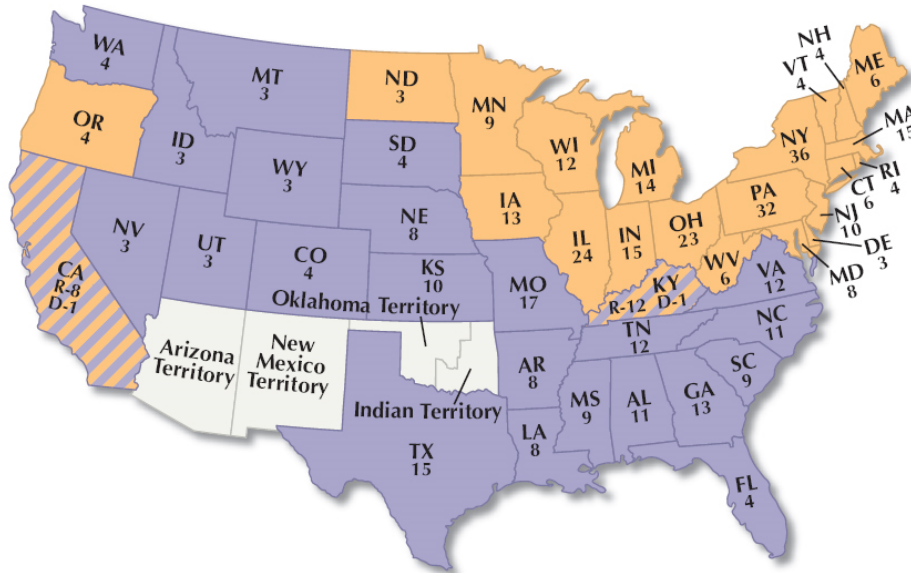 WA
4
MT
3
ND
3
MN
9
NH
4
VT
4
ME
6
OR
4
ID
3
WY
3
SD
4
WI
12
MI
14
NY
36
MA
15
RI
4
CT
6
NJ
10
DE
3
MD
8
PA
32
IA
13
NE
8
NV
3
UT
3
CO
4
KS
10
MO
17
IL
24
IN
15
OH
23
WV
6
VA
12
CA
R-8
D-1
KY
R-12 D-1
Oklahoma Territory
Arizona
Territory
New
Mexico
Territory
Indian Territory
TN
12
NC
11
SC
9
AR
8
MS
9
AL
11
GA
13
LA
8
TX
15
FL
4